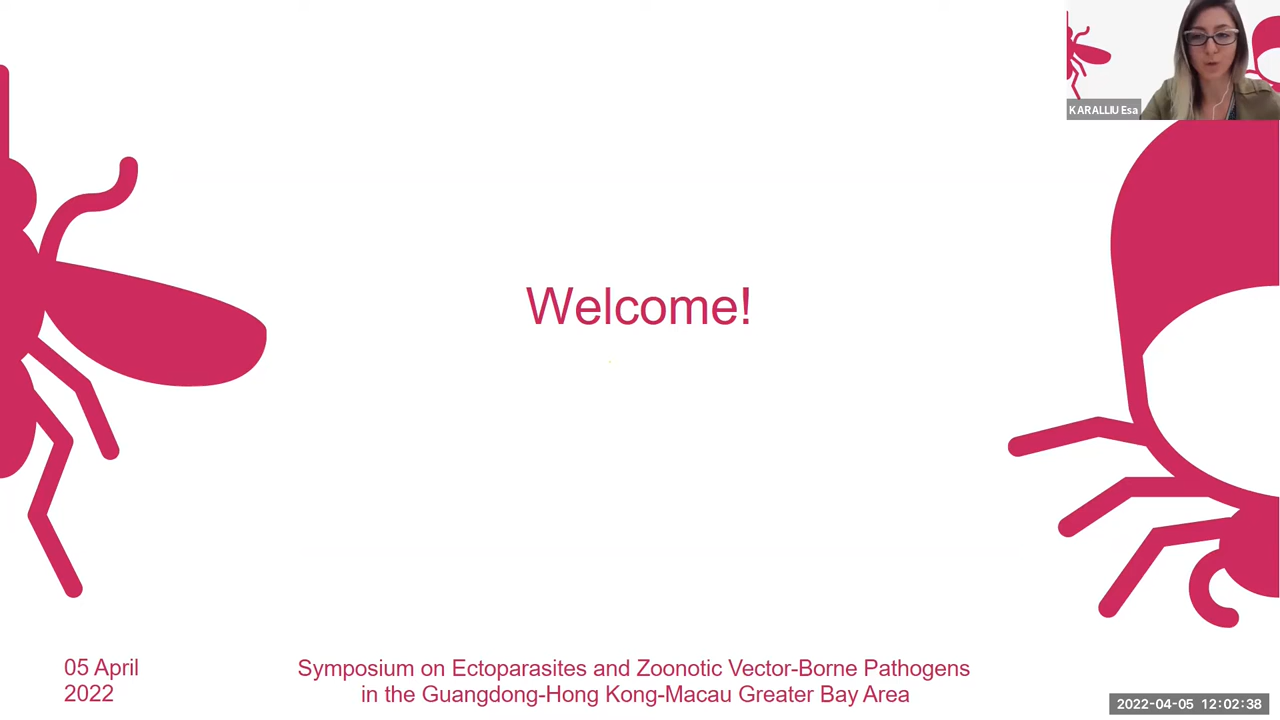 KARALLIU Esa
Welcome!
05 April
2022
Symposium on Ectoparasites and Zoonotic Vector-Borne Pathogens
in the Guangdong-Hong Kong-Macau Greater Bay Area
2022-04-05 12:02:38